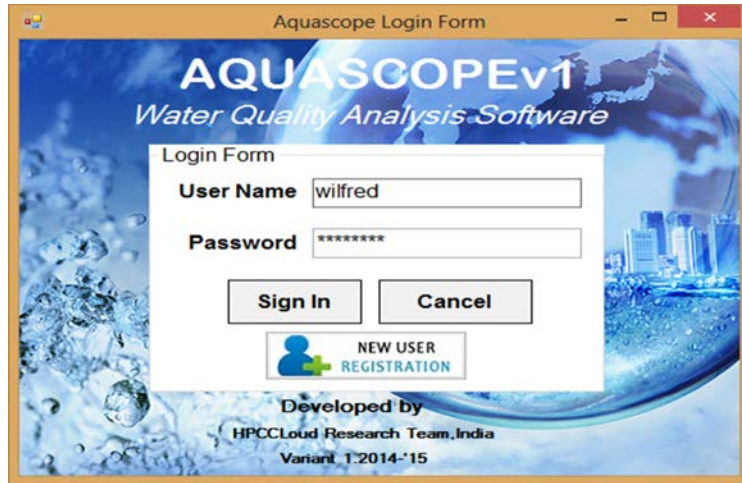 Aquascope Login Form
AQUASCOPEv1
Water Quality Analysis Software
Login Form
User Name wilfred
Password ********
Sign In Cancel
NEW USER
REGISTRATION
Developed by
HPCCLoud Research Team,India
Variant 1.2014-'15